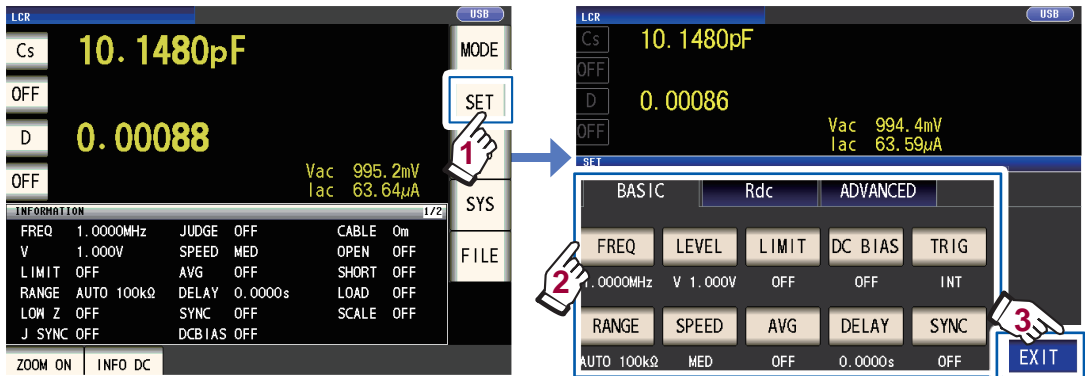 LCR USB
Cs 10.1480pF MODE
OFF
SET
D 0.00088
1
OFF Vac 995.2mV
Iac 63.64μA
SYS
INFORMATION 1/2
FREQ 1.0000MHz JUDGE OFF CABLE 0m
V 1.000V SPEED MED OPEN OFF
FILE
LIMIT OFF AVG OFF SHORT OFF
RANGE AUTO 100kΩ DELAY 0.0000s LOAD OFF
LOW Z OFF SYNC OFF SCALE OFF
J SYNC OFF DCBIAS OFF
ZOOM ON INFO DC
LCR USB
Cs 10.1480pF
OFF
D 0.00086
OFF Vac 994.4mV
Iac 63.59μA
SET
BASIC Rdc ADVANCED
FREQ LEVEL LIMIT DC BIAS TRIG
2
1.0000MHz V 1.000V OFF OFF INT
RANGE SPEED AVG DELAY SYNC
3
AUTO 100kΩ MED OFF 0.0000s OFF
EXIT